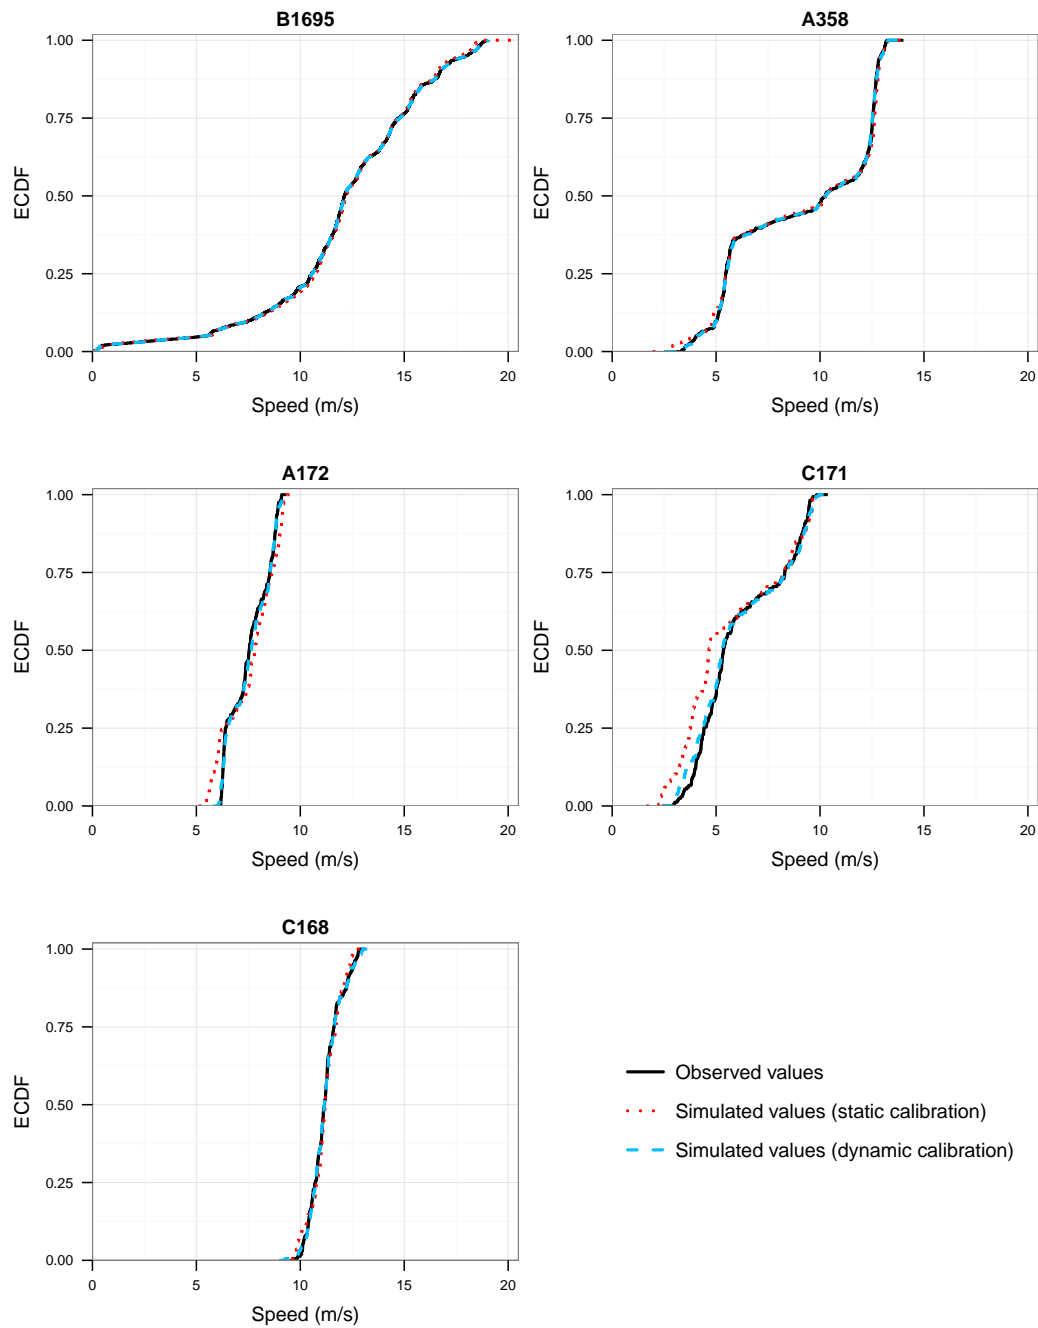 B1695
1.00
0.75
0.50
0.25
0.00
ECDF
0 5 10 15 20
Speed (m/s)
A358
1.00
0.75
0.50
0.25
0.00
ECDF
0 5 10 15 20
Speed (m/s)
A172
1.00
0.75
0.50
0.25
0.00
ECDF
0 5 10 15 20
Speed (m/s)
C171
1.00
0.75
0.50
0.25
0.00
ECDF
0 5 10 15 20
Speed (m/s)
C168
1.00
0.75
0.50
0.25
0.00
ECDF
0 5 10 15 20
Speed (m/s)
Observed values
Simulated values (static calibration)
Simulated values (dynamic calibration)